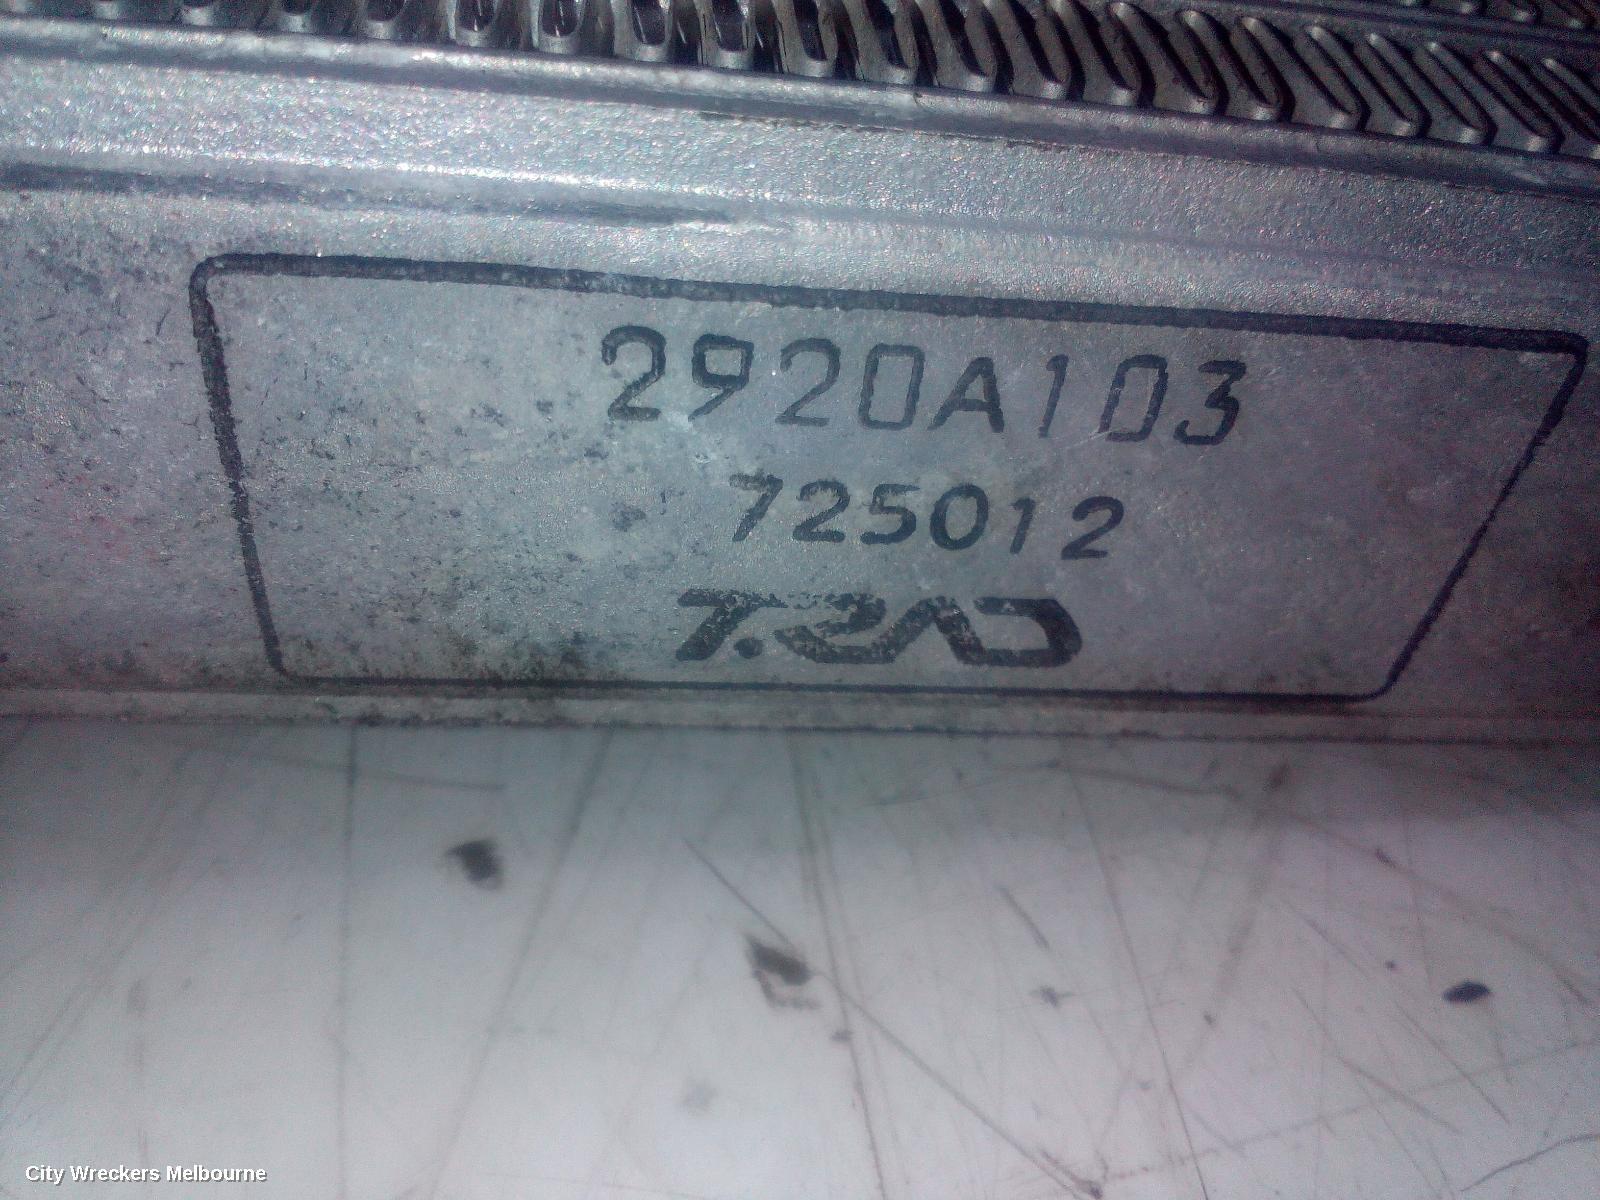 2920A103
725012
T.RAD
City Wreckers Melbourne